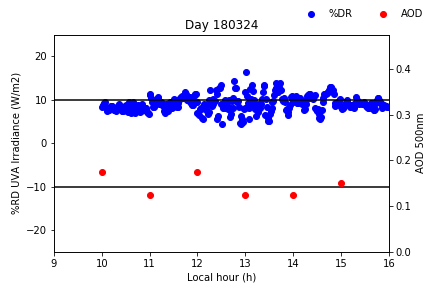 %DR AOD
Day 180324
20
10
0
−10
−20
%RD UVA Irradiance (W/m2)
0.4
0.3
0.2
0.1
0.0
AOD 500nm
9 10 11 12 13 14 15 16
Local hour (h)